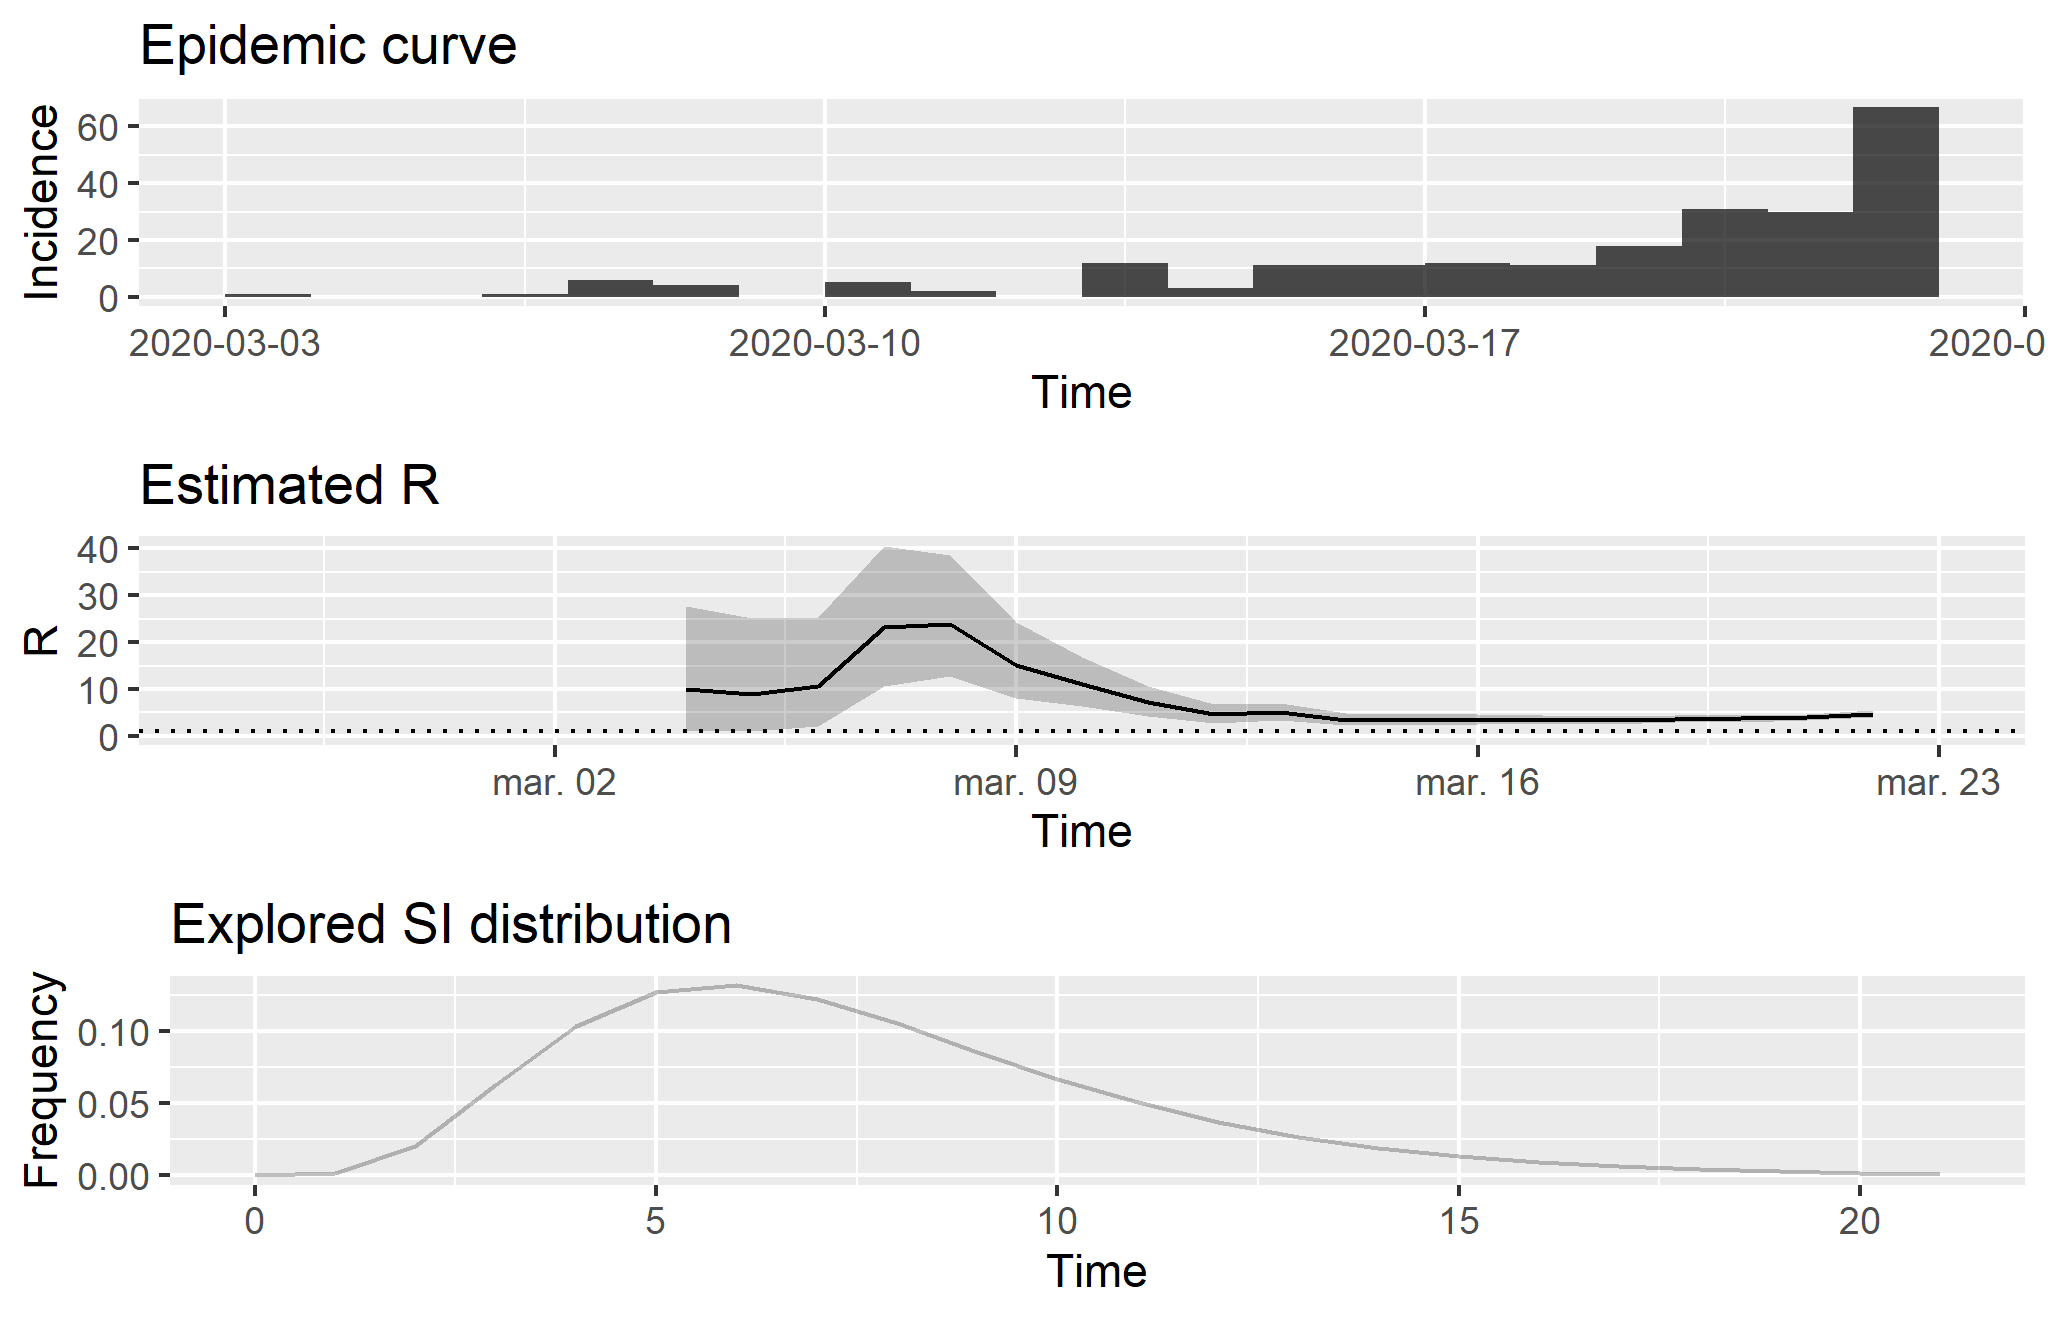 Epidemic curve
Incidence
60
40
20
0
2020-03-03 2020-03-10 2020-03-17 2020-0
Time
Estimated R
R
40
30
20
10
0
mar. 02 mar. 09 mar. 16 mar. 23
Time
Explored SI distribution
Frequency
0.10
0.05
0.00
0 5 10 15 20
Time